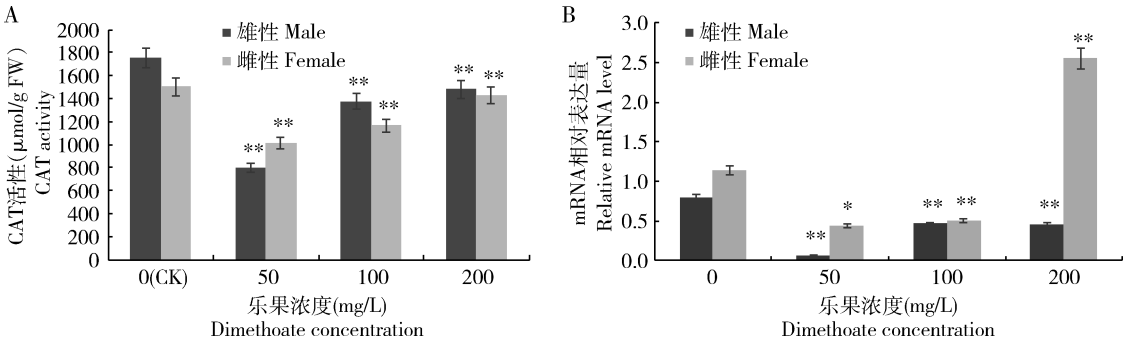 A
CAT活性(μmol/g FW)
CAT activity
2000
1800
1600
1400
1200
1000
800
600
400
200
0
雄性 Male
雌性 Female
**
**
**
**
**
**
0(CK)
50
100
200
乐果浓度(mg/L)
Dimethoate concentration
B
mRNA相对表达量
Relative mRNA level
3.0
2.5
2.0
1.5
1.0
0.5
0.0
雄性 Male
雌性 Female
**
*
**
**
**
**
0
50
100
200
乐果浓度(mg/L)
Dimethoate concentration